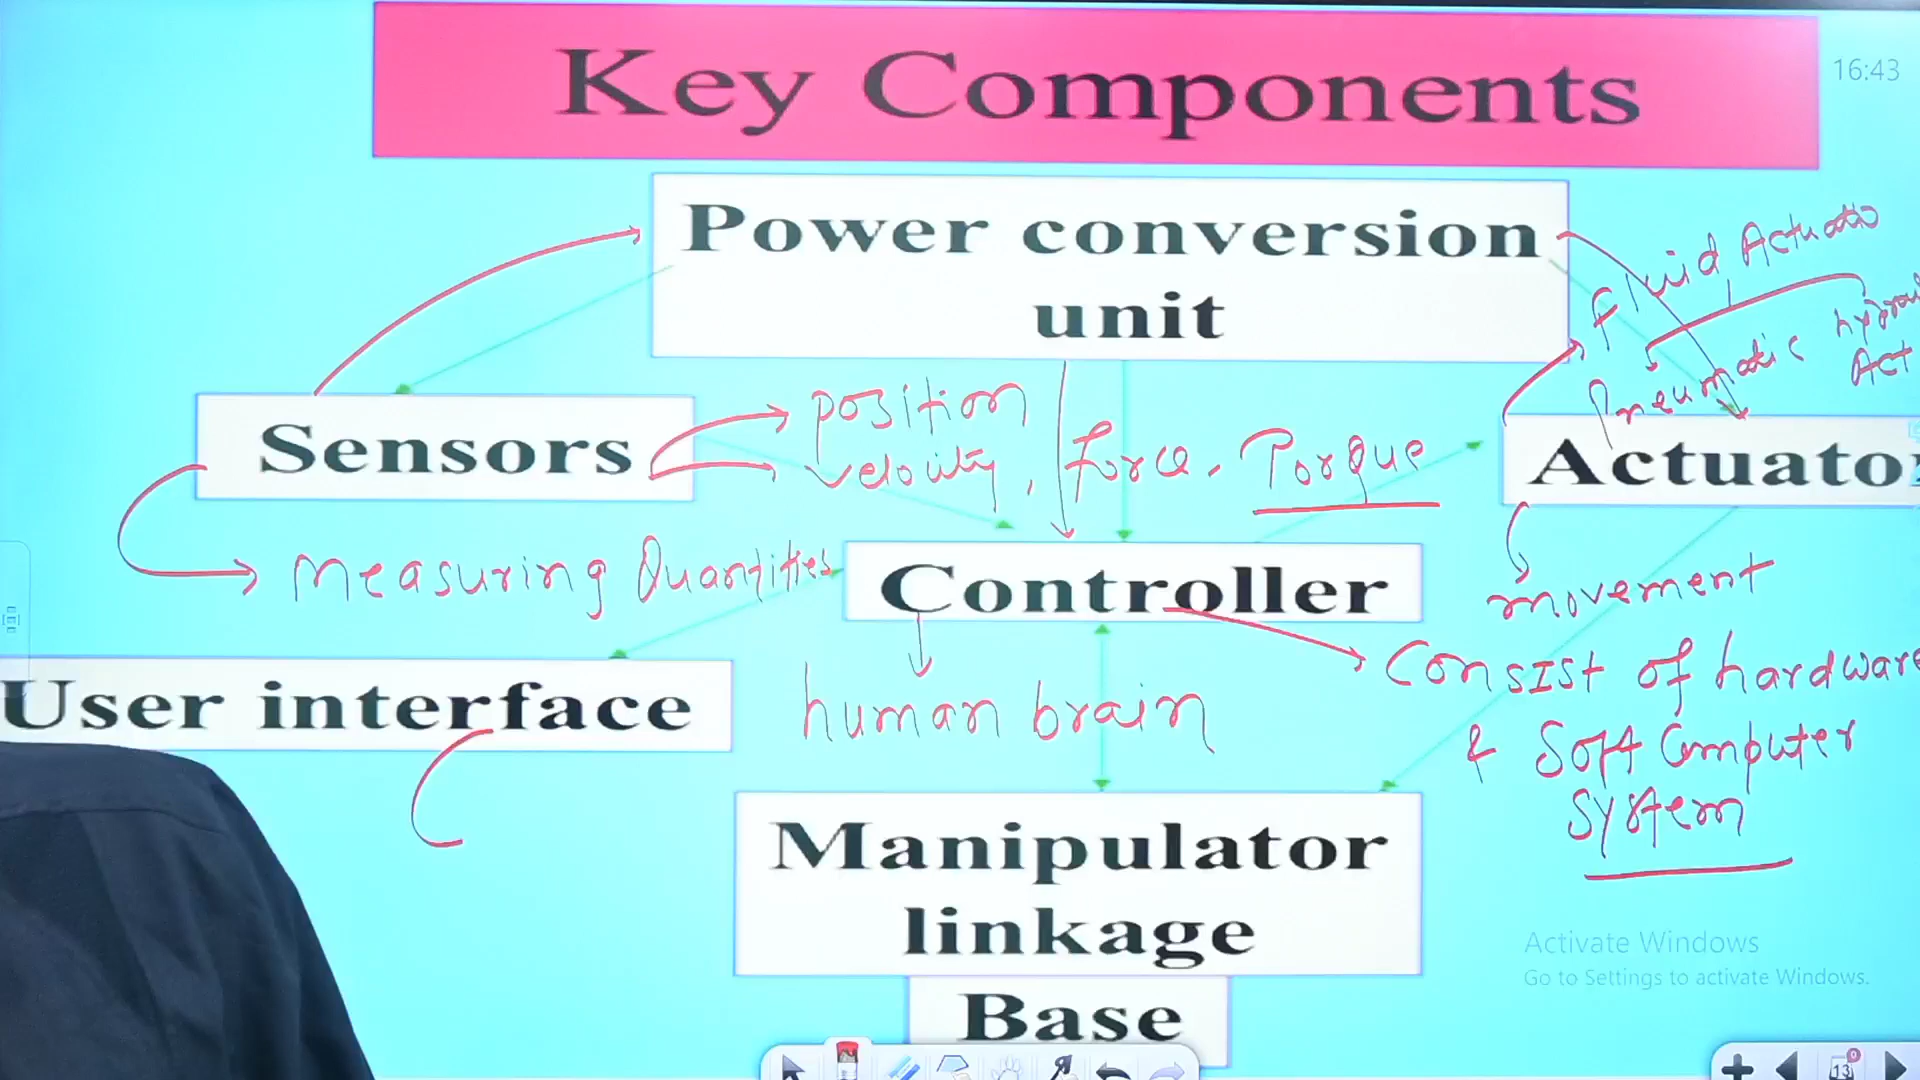 Key Components
16:43
Power conversion
unit
Fluid Actuatio
Pneumatic
Act
Sensors
position
velocity, force, Torque
Actuator
Measuring Quantities
Controller
movement
Consist of hardware
& Soft Computer
System
User interface
human brain
Manipulator
linkage
Activate Windows
Go to Settings to activate Windows.
Base
13